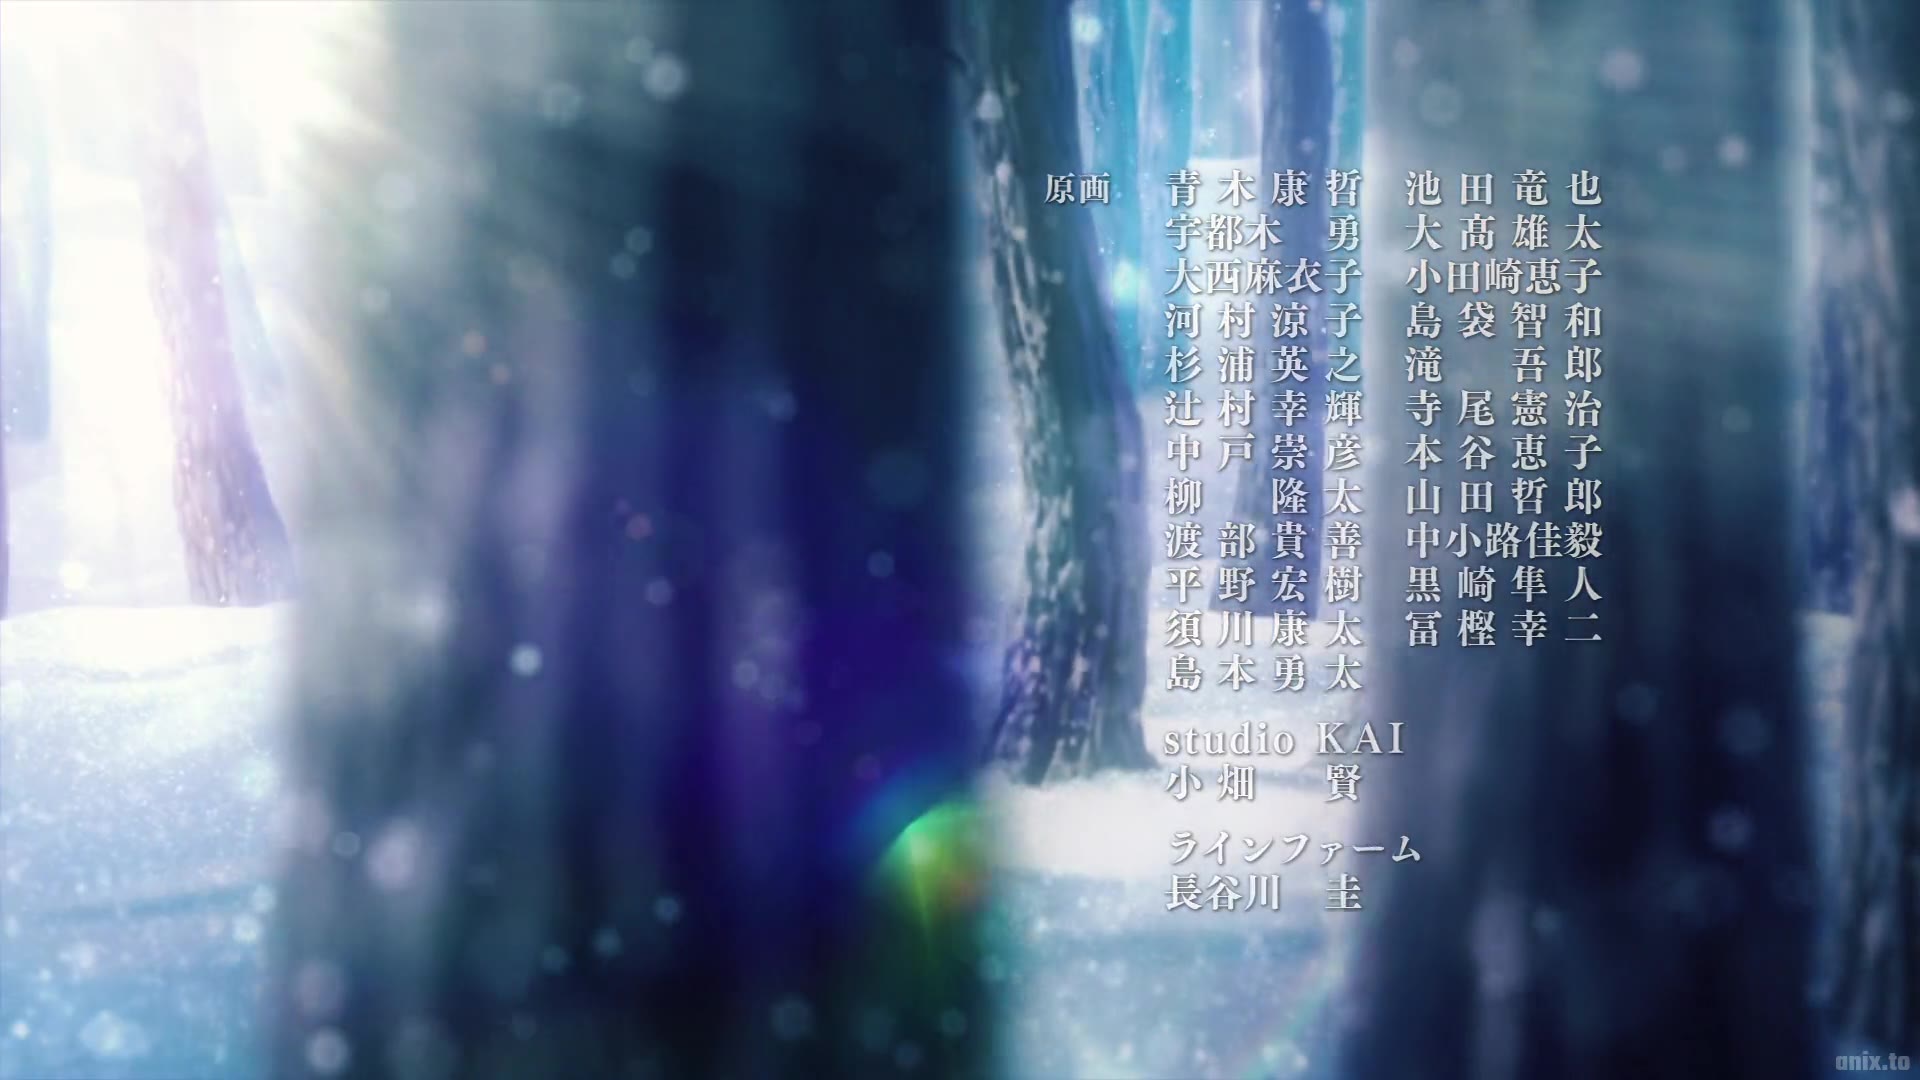 原画 青木康哲 池田竜也
宇都木 勇 大髙雄太
大西麻衣子 小田崎恵子
河村涼子 島袋智和
杉浦英之 滝 吾郎
辻村幸輝 寺尾憲治
中戸崇彦 本谷恵子
柳 隆太 山田哲郎
渡部貴善 中小路佳毅
平野宏樹 黒崎隼人
須川康太 冨樫幸二
島本勇太
studio KAI
小畑 賢
ラインファーム
長谷川 圭
anix.to